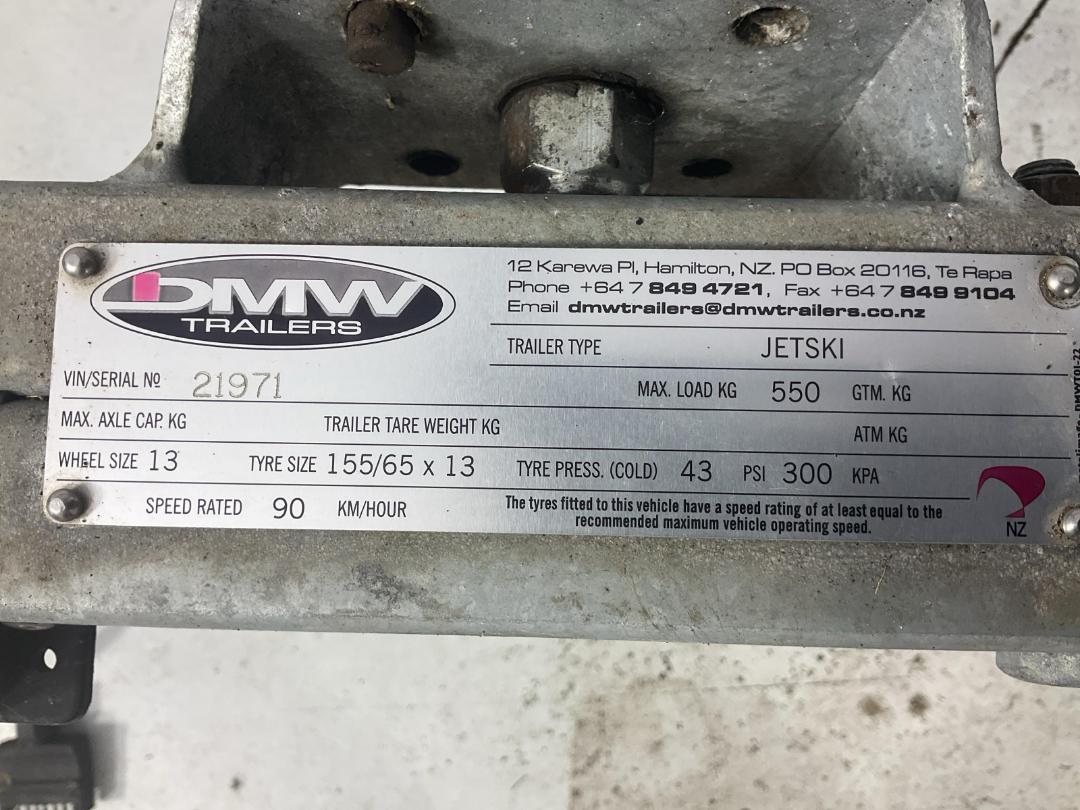 DMW
TRAILERS
12 Karewa Pl, Hamilton, NZ. PO Box 20116, Te Rapa
Phone +64 7 849 4721, Fax +64 7 849 9104
Email dmwtrailers@dmwtrailers.co.nz
TRAILER TYPE JETSKI
VIN/SERIAL Nº 21971 MAX. LOAD KG 550 GTM. KG
MAX. AXLE CAP. KG TRAILER TARE WEIGHT KG ATM KG
WHEEL SIZE 13 TYRE SIZE 155/65 x 13 TYRE PRESS. (COLD) 43 PSI 300 KPA
SPEED RATED 90 KM/HOUR
The tyres fitted to this vehicle have a speed rating of at least equal to the
recommended maximum vehicle operating speed.
NZ